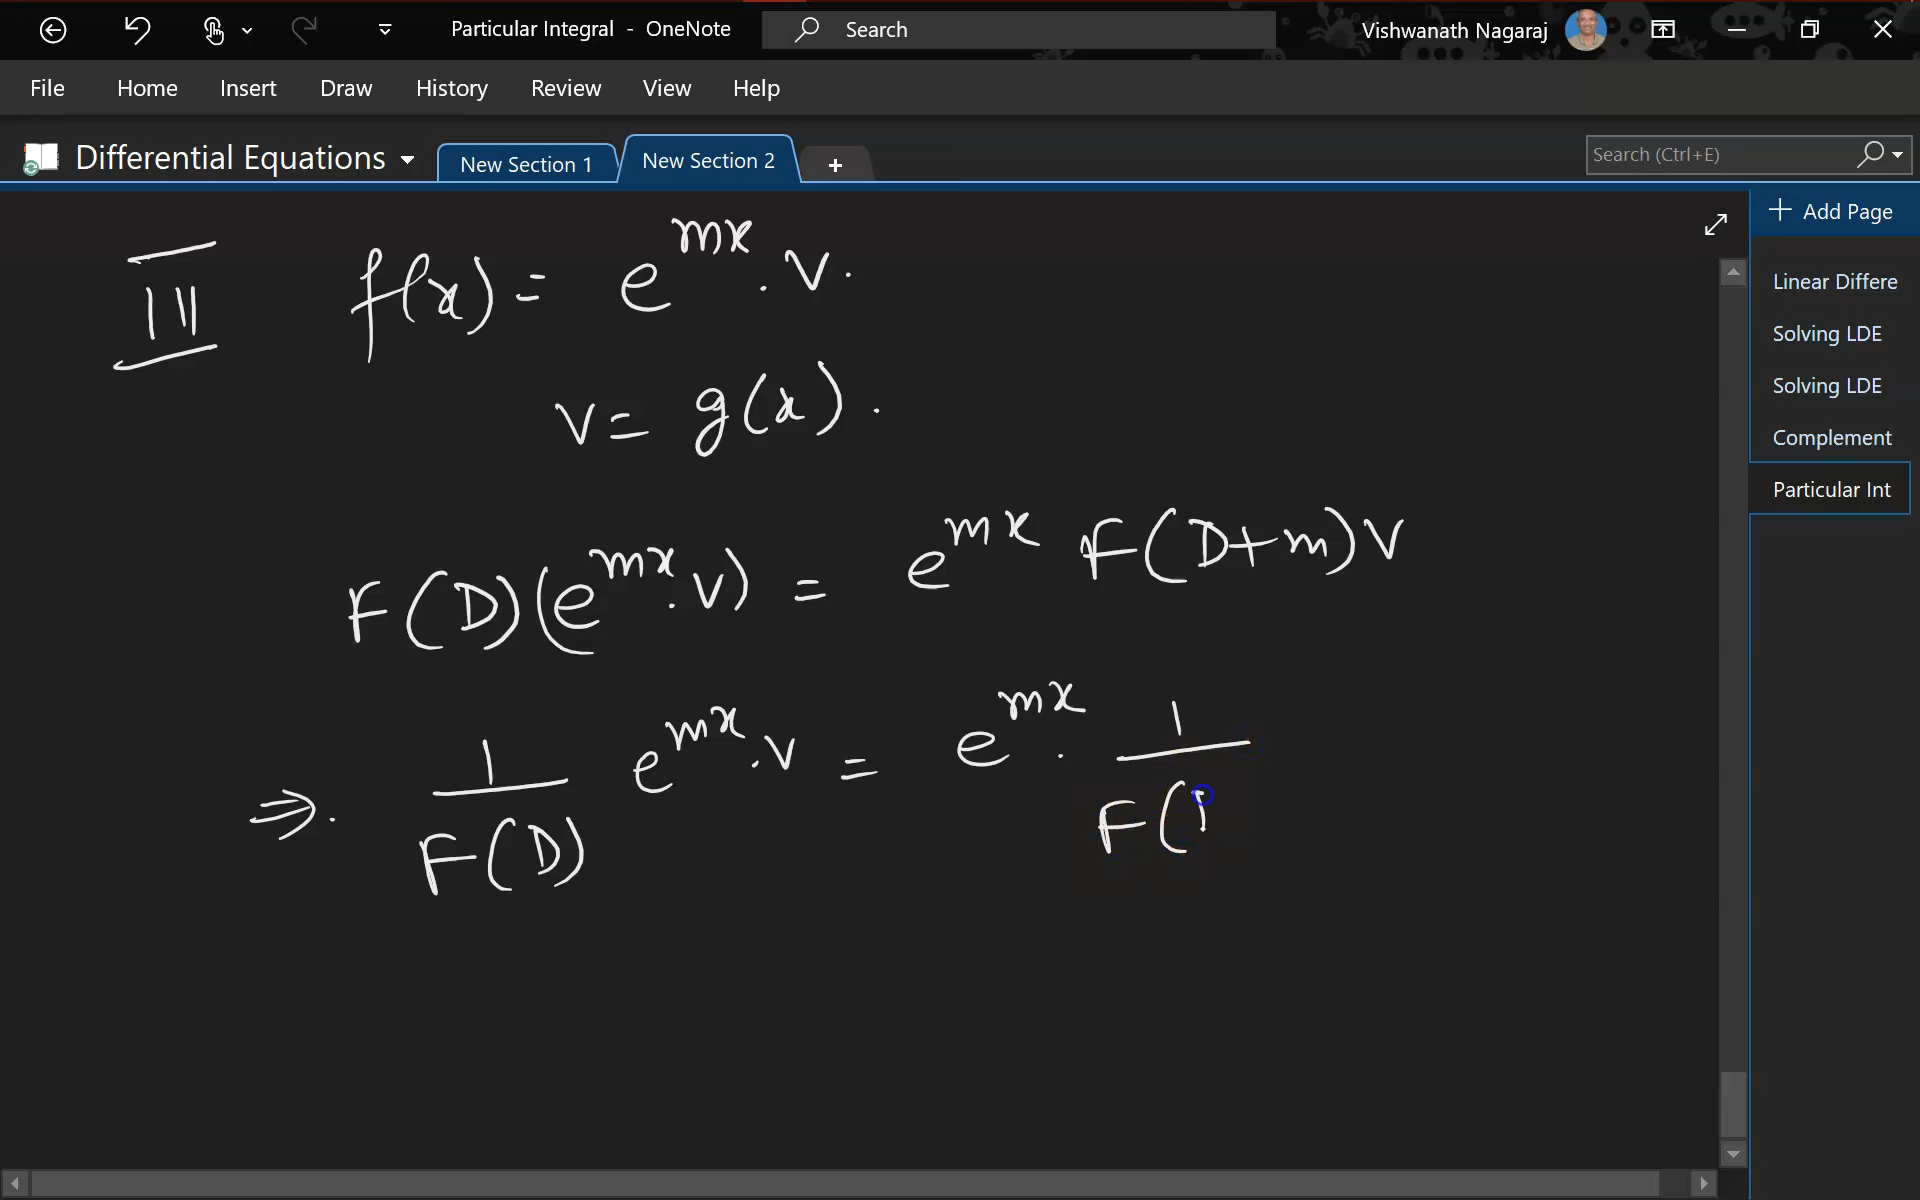 Particular Integral - OneNote
Search
Vishwanath Nagaraj
File Home Insert Draw History Review View Help
Differential Equations
New Section 1
New Section 2
+
Search (Ctrl+E)
+ Add Page
Linear Differe
Solving LDE
Solving LDE
Complement
Particular Int
III f(x) = e^{mx} . V.
V = g(x).
F(D)(e^{mx} . V) = e^{mx} F(D+m)V
⇒. \frac{1}{F(D)} e^{mx} . V = e^{mx} . \frac{1}{F(